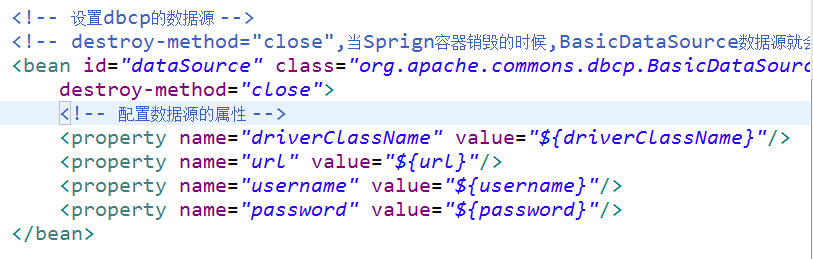 <!-- 设置dbcp的数据源 -->
<!-- destroy-method="close",当Sprign容器销毁的时候,BasicDataSource数据源就会
<bean id="dataSource" class="org.apache.commons.dbcp.BasicDataSour
destroy-method="close">
<!-- 配置数据源的属性 -->
<property name="driverClassName" value="${driverClassName}"/>
<property name="url" value="${url}"/>
<property name="username" value="${username}"/>
<property name="password" value="${password}"/>
</bean>